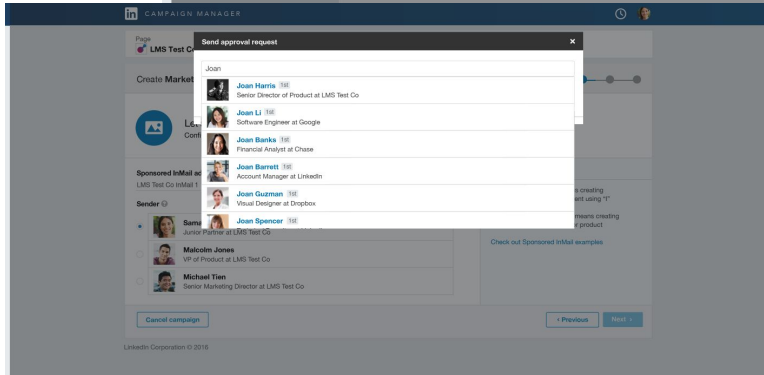 in CAMPAIGN MANAGER
Page
LMS Test C
Send approval request ×
Create Market
Joan
Joan Harris 1st
Senior Director of Product at LMS Test Co
Joan Li 1st
Software Engineer at Google
Joan Banks 1st
Financial Analyst at Chase
Joan Barrett 1st
Account Manager at LinkedIn
Joan Guzman 1st
Visual Designer at Dropbox
Joan Spencer 1st
Let
Confi
Sponsored InMail ad
LMS Test Co InMail 1
Sender
Sama
Junior Partner at LMS Test Co
Malcolm Jones
VP of Product at LMS Test Co
Michael Tien
Senior Marketing Director at LMS Test Co
s creating
ent using "I"
means creating
r product
Check out Sponsored InMail examples
Cancel campaign
‹ Previous
Next ›
LinkedIn Corporation © 2016